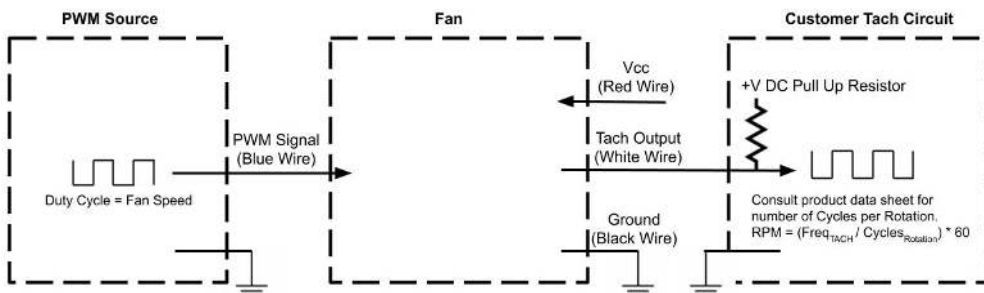 PWM Source
Fan
Customer Tach Circuit
Vcc
(Red Wire)
+V DC Pull Up Resistor
PWM Signal
(Blue Wire)
Tach Output
(White Wire)
Duty Cycle = Fan Speed
Consult product data sheet for
number of Cycles per Rotation.
RPM = (Freq_TACH / Cycles_Rotation) * 60
Ground
(Black Wire)